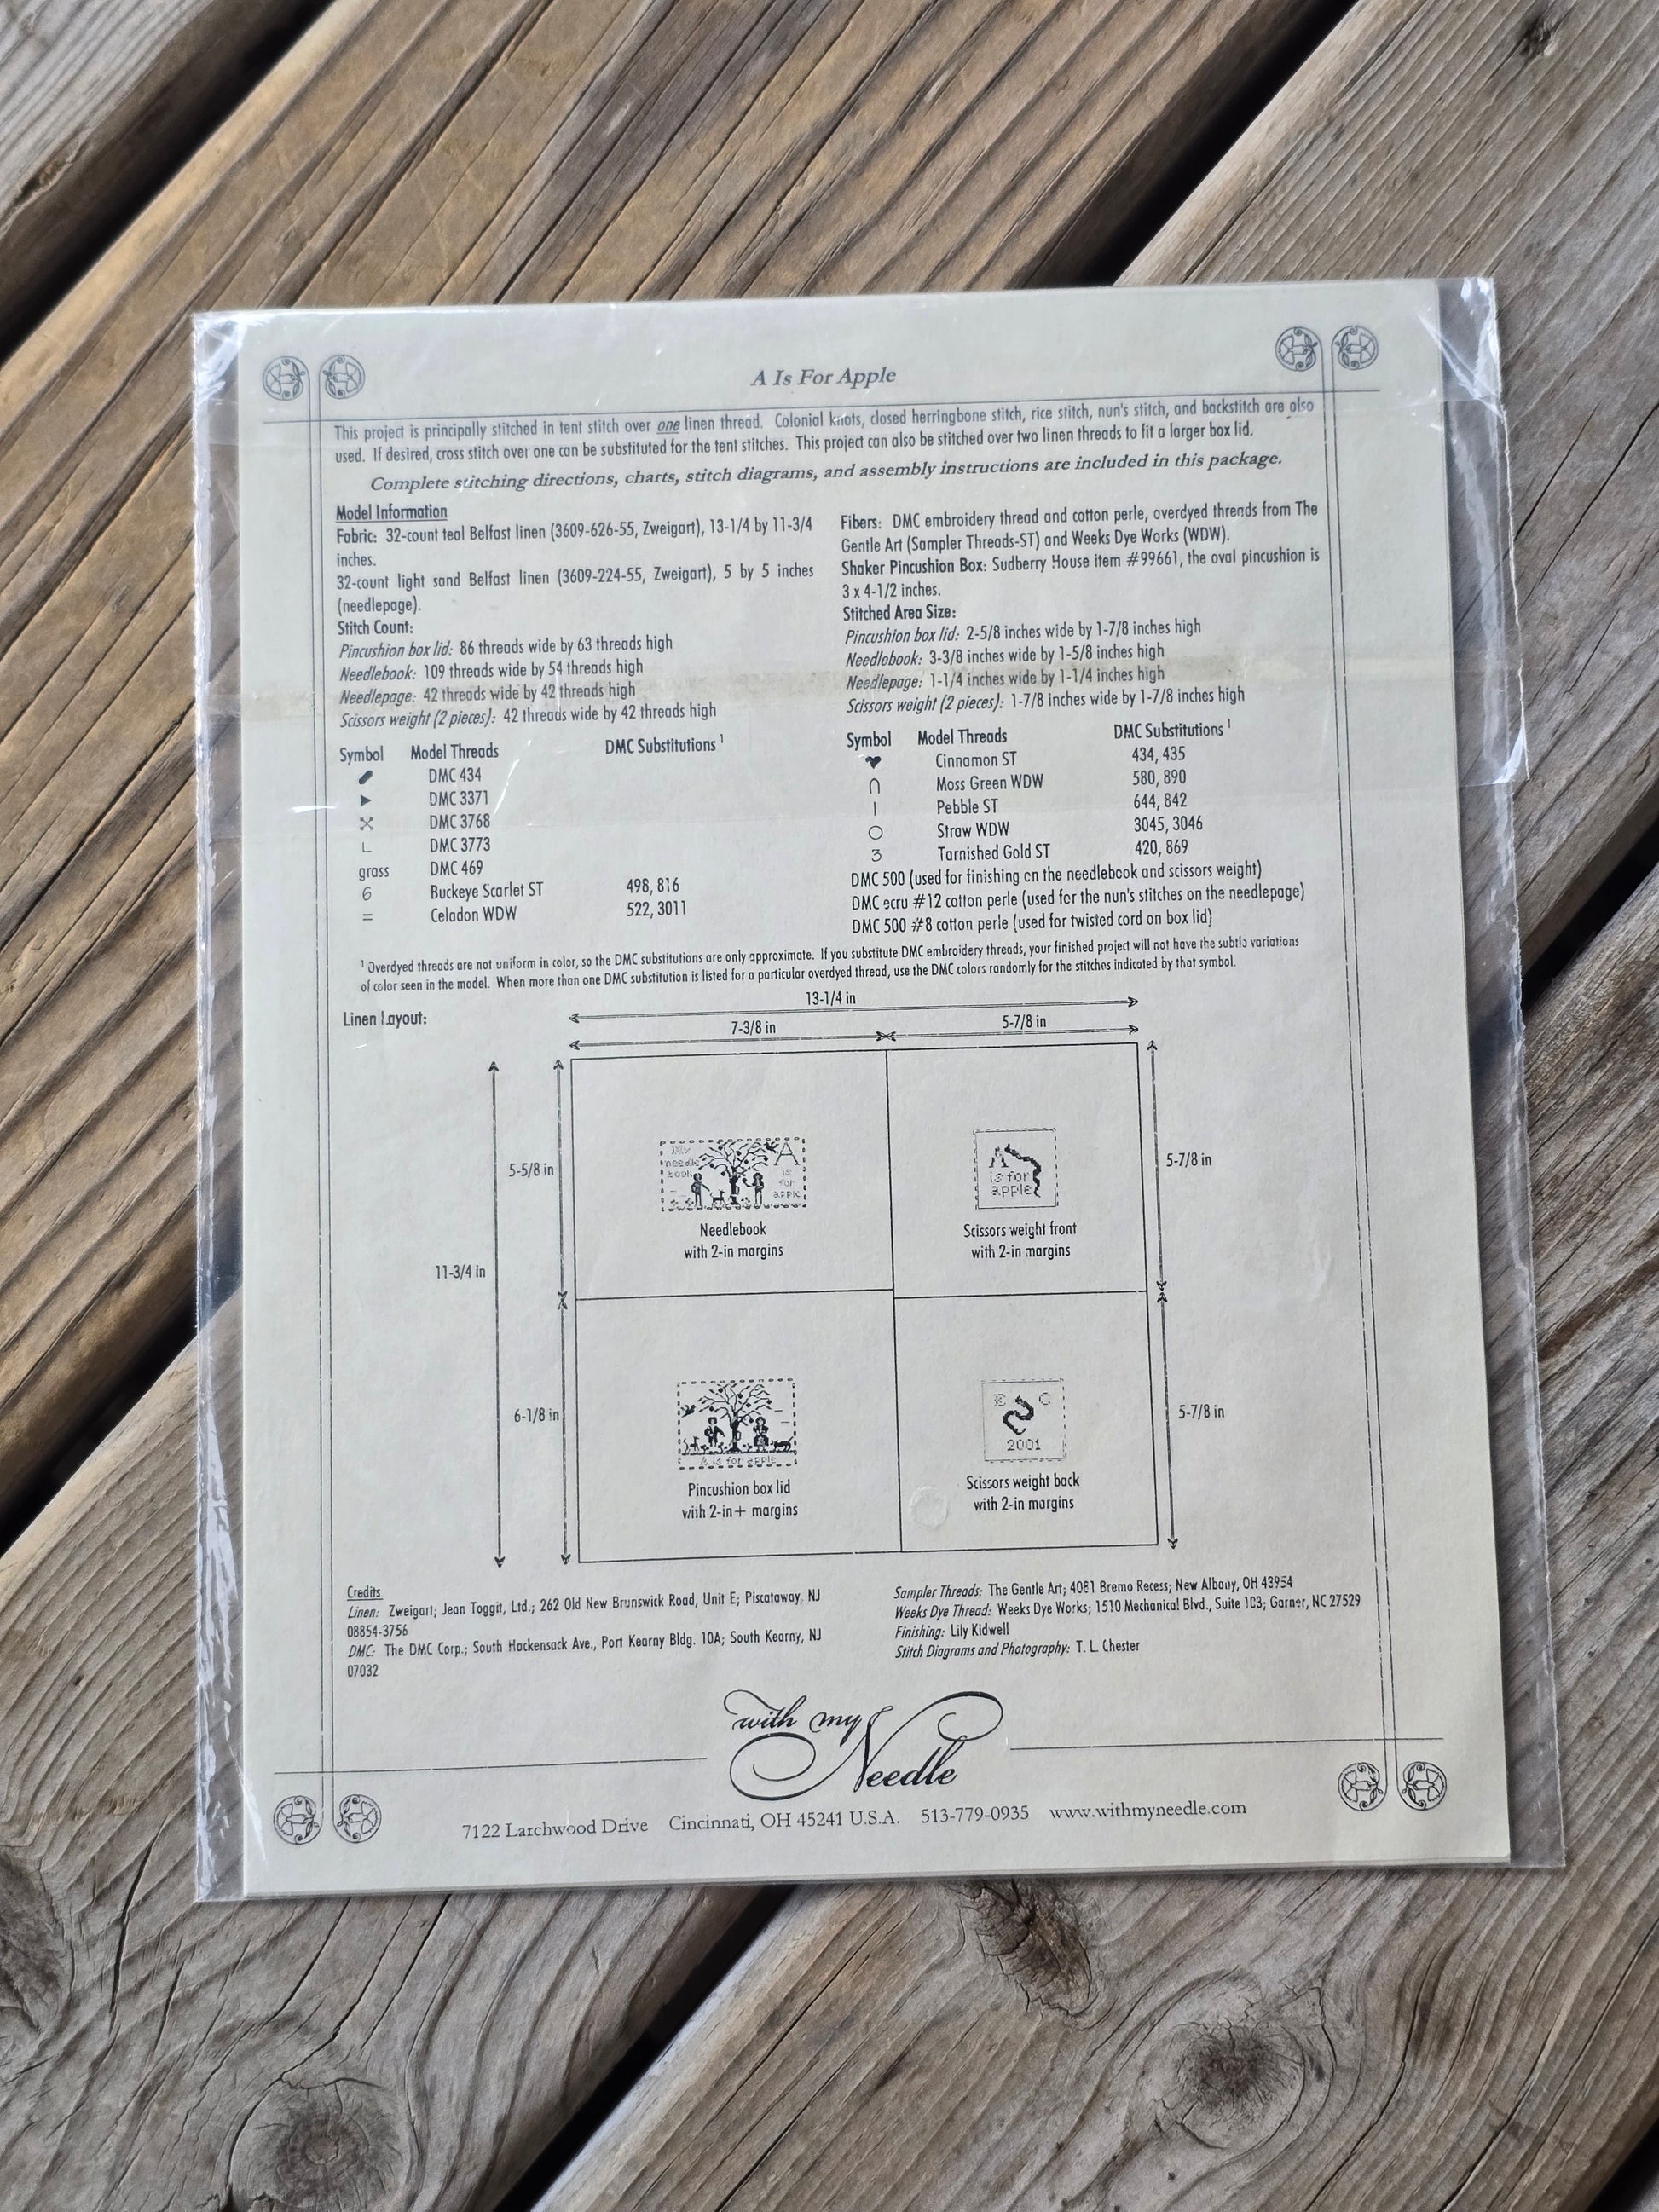 A Is For Apple
This project is principally stitched in tent stitch over one linen thread. Colonial knots, closed herringbone stitch, rice stitch, nun's stitch, and backstitch are also
used. If desired, cross stitch over one can be substituted for the tent stitches. This project can also be stitched over two linen threads to fit a larger box lid.
Complete stitching directions, charts, stitch diagrams, and assembly instructions are included in this package.
Model Information
Fabric: 32-count teal Belfast linen (3609-626-55, Zweigart), 13-1/4 by 11-3/4
inches.
32-count light sand Belfast linen (3609-224-55, Zweigart), 5 by 5 inches
(needlepage).
Stitch Count:
Pincushion box lid: 86 threads wide by 63 threads high
Needlebook: 109 threads wide by 54 threads high
Needlepage: 42 threads wide by 42 threads high
Scissors weight (2 pieces): 42 threads wide by 42 threads high
Fibers: DMC embroidery thread and cotton perle, overdyed threads from The
Gentle Art (Sampler Threads-ST) and Weeks Dye Works (WDW).
Shaker Pincushion Box: Sudberry House item #99661, the oval pincushion is
3 x 4-1/2 inches.
Stitched Area Size:
Pincushion box lid: 2-5/8 inches wide by 1-7/8 inches high
Needlebook: 3-3/8 inches wide by 1-5/8 inches high
Needlepage: 1-1/4 inches wide by 1-1/4 inches high
Scissors weight (2 pieces): 1-7/8 inches wide by 1-7/8 inches high
Symbol Model Threads DMC Substitutions 1
DMC 434
DMC 3371
DMC 3768
L DMC 3773
grass DMC 469
6 Buckeye Scarlet ST 498, 816
= Celadon WDW 522, 3011
Symbol Model Threads DMC Substitutions 1
♥ Cinnamon ST 434, 435
∩ Moss Green WDW 580, 890
| Pebble ST 644, 842
○ Straw WDW 3045, 3046
3 Tarnished Gold ST 420, 869
DMC 500 (used for finishing on the needlebook and scissors weight)
DMC ecru #12 cotton perle (used for the nun's stitches on the needlepage)
DMC 500 #8 cotton perle (used for twisted cord on box lid)
1 Overdyed threads are not uniform in color, so the DMC substitutions are only approximate. If you substitute DMC embroidery threads, your finished project will not have the subtle variations
of color seen in the model. When more than one DMC substitution is listed for a particular overdyed thread, use the DMC colors randomly for the stitches indicated by that symbol.
Linen Layout:
13-1/4 in
7-3/8 in 5-7/8 in
5-5/8 in
11-3/4 in
6-1/8 in
5-7/8 in
5-7/8 in
My
needle
book
A
is
for
apple
Needlebook
with 2-in margins
A
is for
apple
Scissors weight front
with 2-in margins
A is for apple
Pincushion box lid
with 2-in+ margins
C
2001
Scissors weight back
with 2-in margins
Credits
Linen: Zweigart; Joan Toggit, Ltd.; 262 Old New Brunswick Road, Unit E; Piscataway, NJ
08854-3756
DMC: The DMC Corp.; South Hackensack Ave., Port Kearny Bldg. 10A; South Kearny, NJ
07032
Sampler Threads: The Gentle Art; 4081 Bremo Recess; New Albany, OH 43954
Weeks Dye Thread: Weeks Dye Works; 1510 Mechanical Blvd., Suite 103; Garner, NC 27529
Finishing: Lily Kidwell
Stitch Diagrams and Photography: T. L. Chester
with my
Needle
7122 Larchwood Drive Cincinnati, OH 45241 U.S.A. 513-779-0935 www.withmyneedle.com